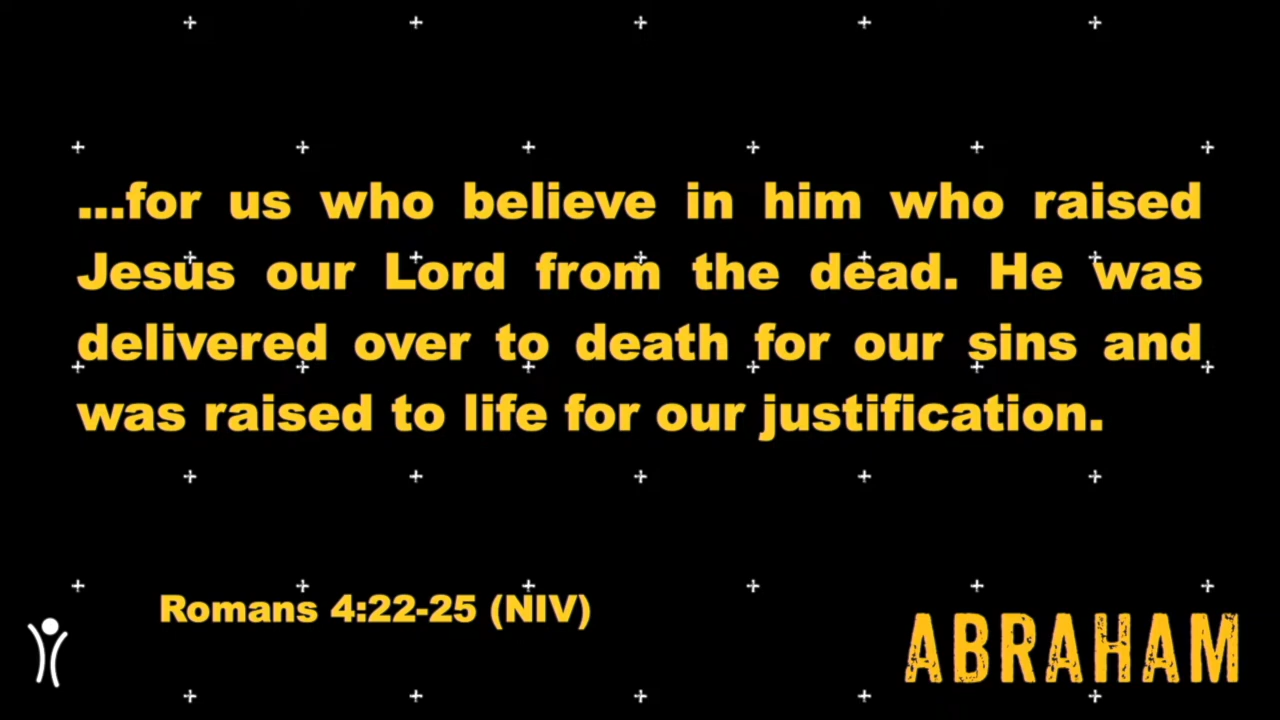 ...for us who believe in him who raised
Jesus our Lord from the dead. He was
delivered over to death for our sins and
was raised to life for our justification.
Romans 4:22-25 (NIV)
ABRAHAM